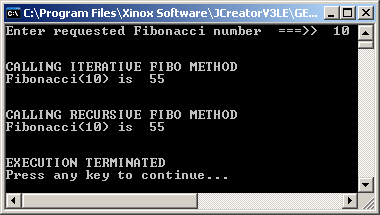 C:\Program Files\Xinox Software\JCreatorV3LE\GE...
Enter requested Fibonacci number  ===>>  10
CALLING ITERATIVE FIBO METHOD
Fibonacci(10) is  55
CALLING RECURSIVE FIBO METHOD
Fibonacci(10) is  55
EXECUTION TERMINATED
Press any key to continue...